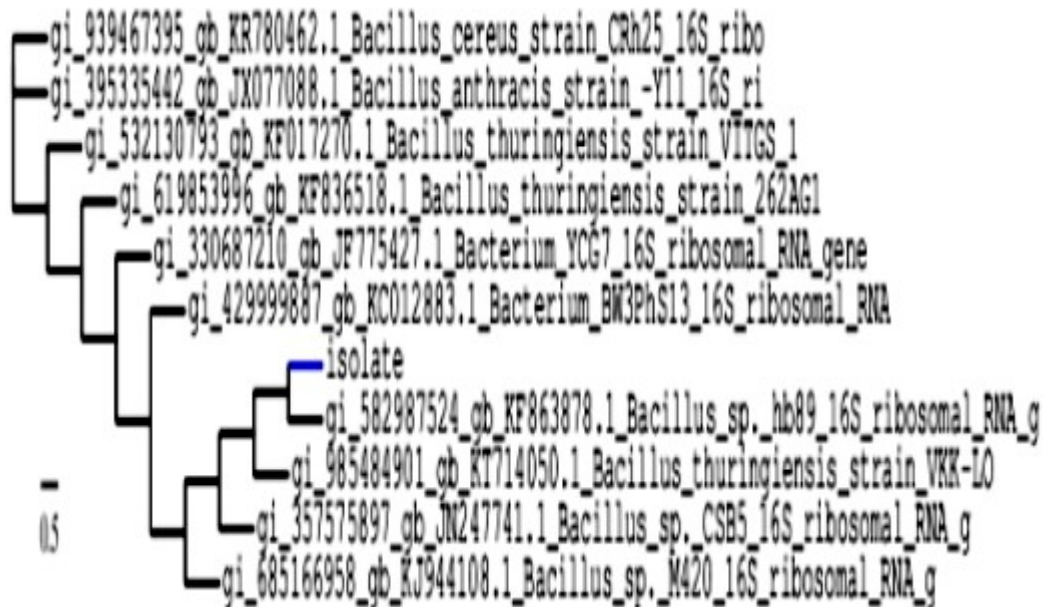 gi_939467395_gb_KR780462.1_Bacillus_cereus_strain_CRh25_16S_ribo
gi_395335442_gb_JX077088.1_Bacillus_anthracis_strain_-Yl1_16S_ri
gi_532130793_gb_KF017270.1_Bacillus_thuringiensis_strain_VITGS_1
gi_619853996_gb_KF836518.1_Bacillus_thuringiensis_strain_262AG1
gi_330687210_gb_JF775427.1_Bacterium_YCG7_16S_ribosomal_RNA_gene
gi_429999887_gb_KC012883.1_Bacterium_BW3PhS13_16S_ribosomal_RNA
isolate
gi_582987524_gb_KF863878.1_Bacillus_sp._hb89_16S_ribosomal_RNA_g
gi_985484901_gb_KT714050.1_Bacillus_thuringiensis_strain_VKK-LO
gi_357575897_gb_JN247741.1_Bacillus_sp._CSB5_16S_ribosomal_RNA_g
gi_685166958_gb_KJ944108.1_Bacillus_sp._M420_16S_ribosomal_RNA_g
0.5